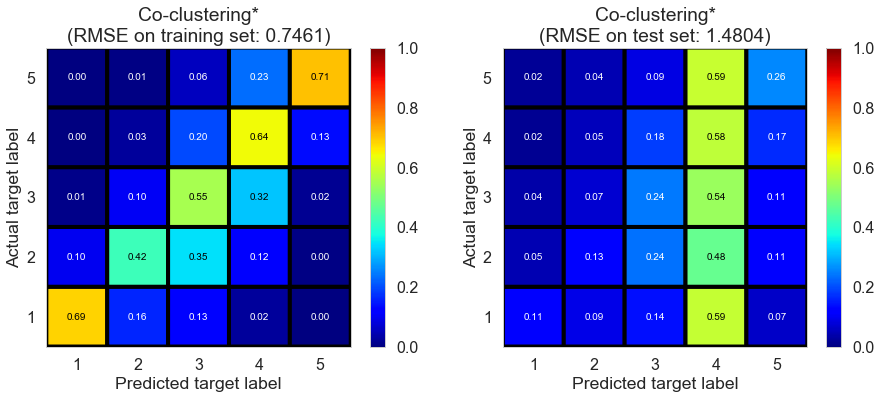 Co-clustering*
(RMSE on training set: 0.7461)
Actual target label
5
4
3
2
1
0.00 0.01 0.06 0.23 0.71
0.00 0.03 0.20 0.64 0.13
0.01 0.10 0.55 0.32 0.02
0.10 0.42 0.35 0.12 0.00
0.69 0.16 0.13 0.02 0.00
1 2 3 4 5
Predicted target label
1.0
0.8
0.6
0.4
0.2
0.0
Co-clustering*
(RMSE on test set: 1.4804)
Actual target label
5
4
3
2
1
0.02 0.04 0.09 0.59 0.26
0.02 0.05 0.18 0.58 0.17
0.04 0.07 0.24 0.54 0.11
0.05 0.13 0.24 0.48 0.11
0.11 0.09 0.14 0.59 0.07
1 2 3 4 5
Predicted target label
1.0
0.8
0.6
0.4
0.2
0.0